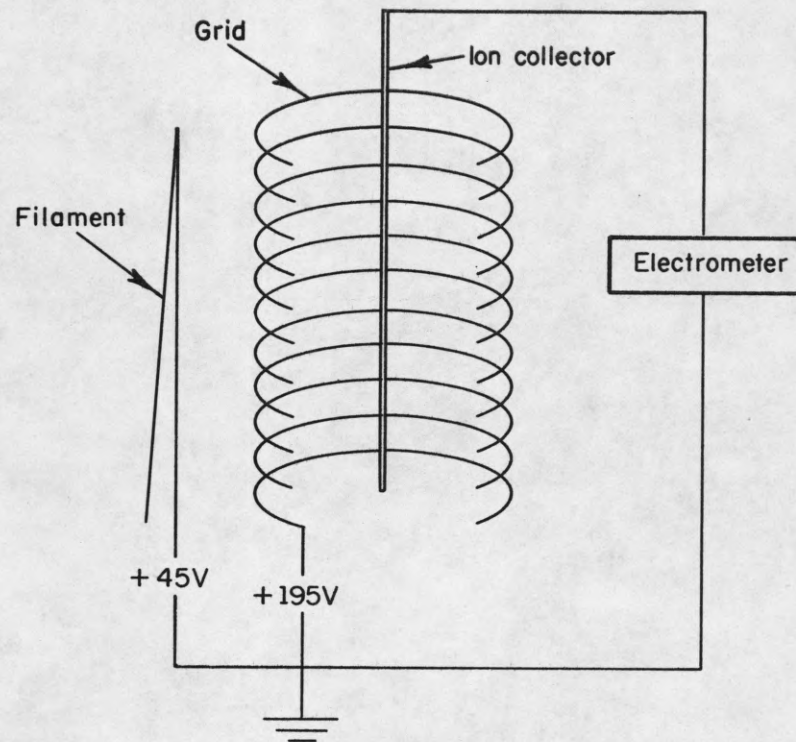 Grid
Ion collector
Filament
Electrometer
+45V
+195V